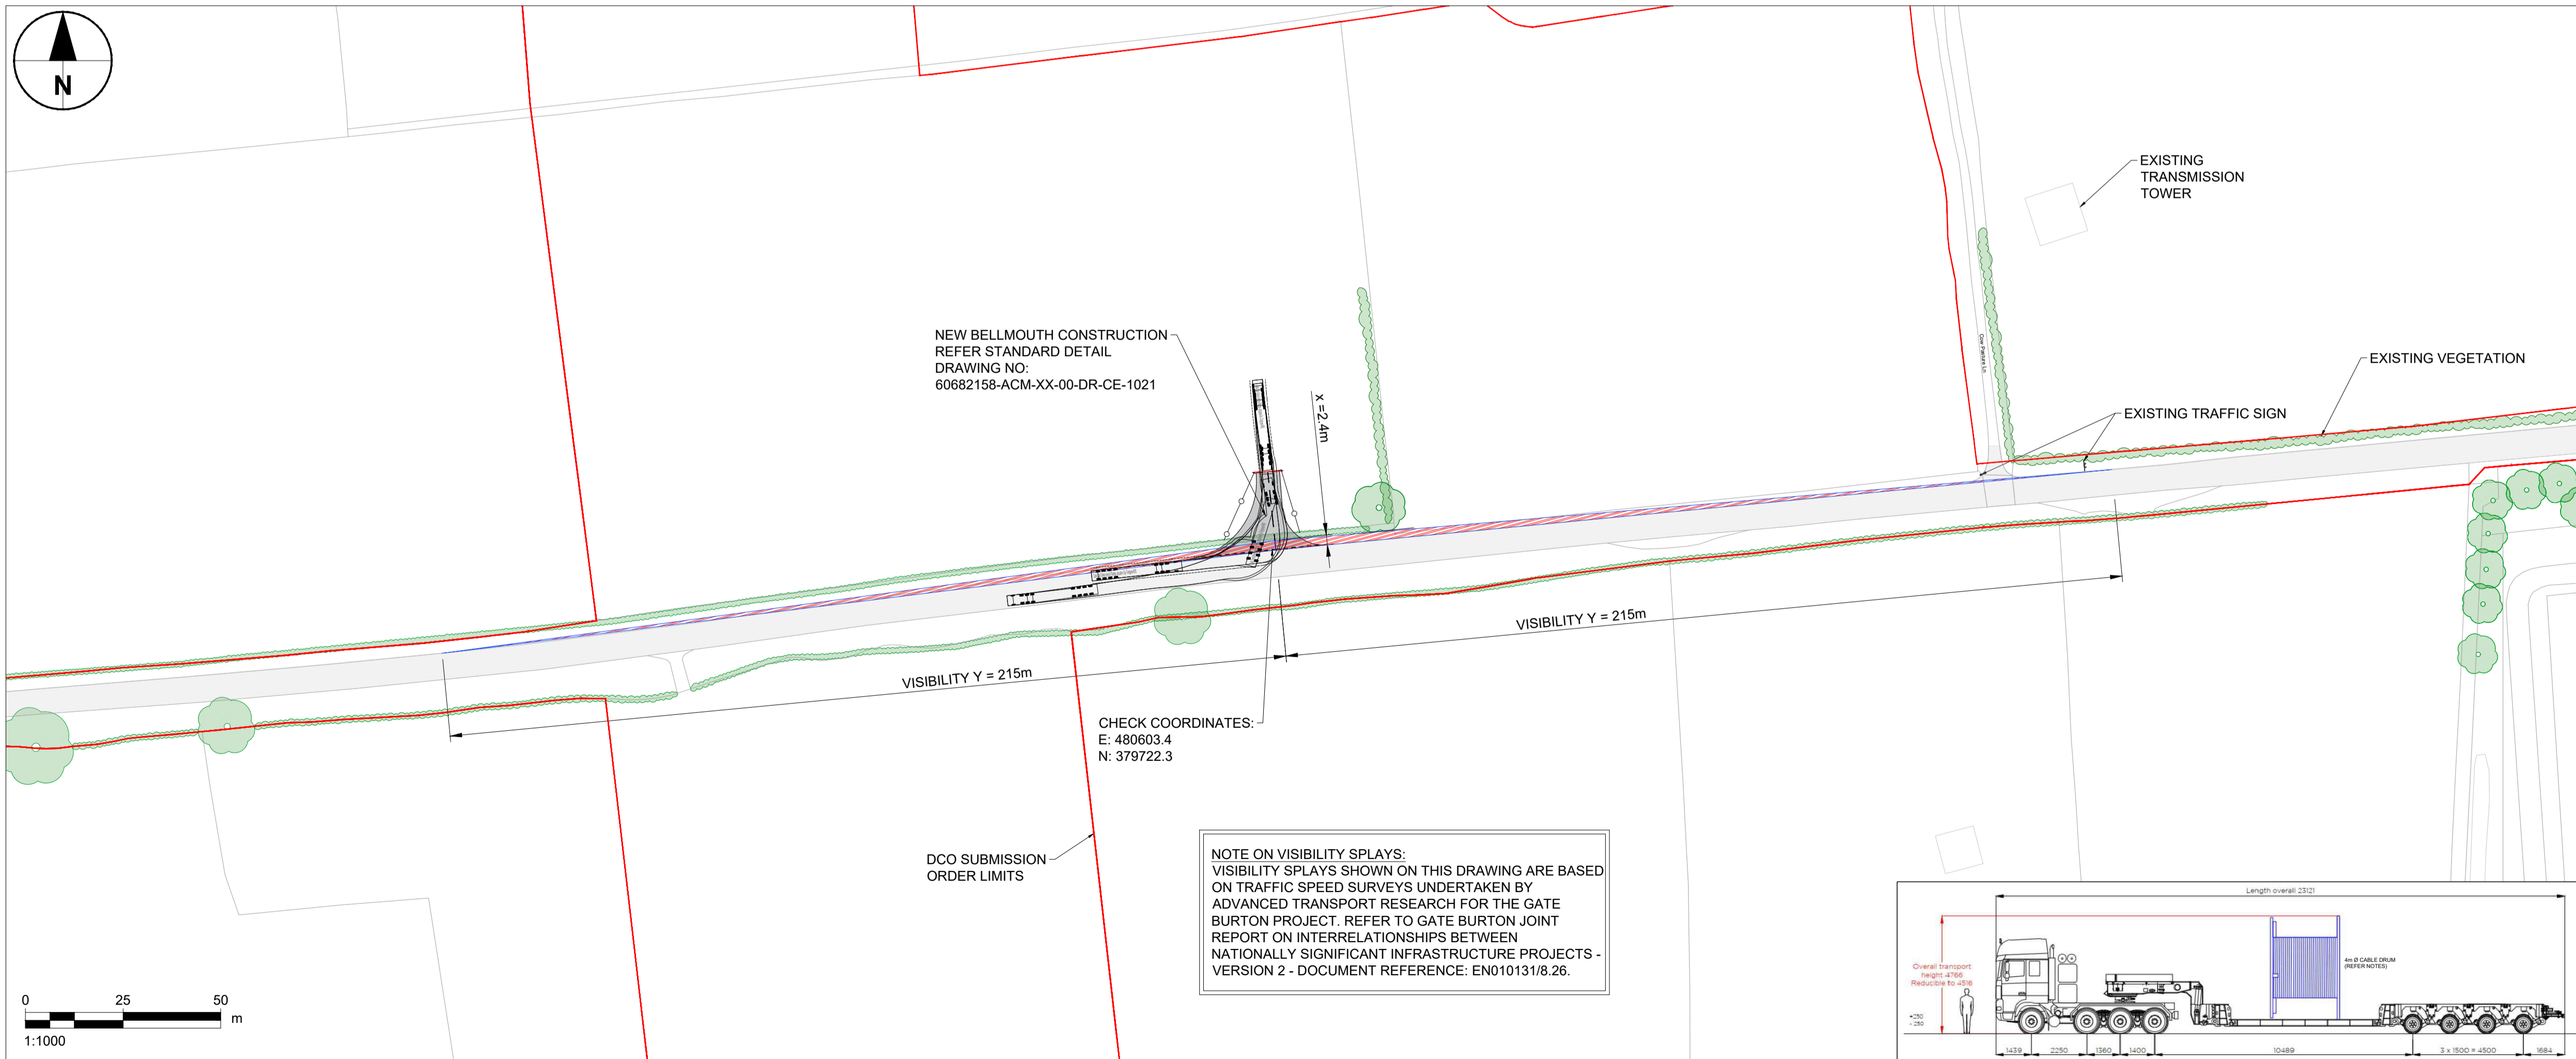 N
EXISTING
TRANSMISSION
TOWER
NEW BELLMOUTH CONSTRUCTION
REFER STANDARD DETAIL
DRAWING NO:
60682158-ACM-XX-00-DR-CE-1021
x =2.4m
Cow Pasture Ln
EXISTING VEGETATION
EXISTING TRAFFIC SIGN
VISIBILITY Y = 215m
VISIBILITY Y = 215m
CHECK COORDINATES:
E: 480603.4
N: 379722.3
DCO SUBMISSION
ORDER LIMITS
NOTE ON VISIBILITY SPLAYS:
VISIBILITY SPLAYS SHOWN ON THIS DRAWING ARE BASED
ON TRAFFIC SPEED SURVEYS UNDERTAKEN BY
ADVANCED TRANSPORT RESEARCH FOR THE GATE
BURTON PROJECT. REFER TO GATE BURTON JOINT
REPORT ON INTERRELATIONSHIPS BETWEEN
NATIONALLY SIGNIFICANT INFRASTRUCTURE PROJECTS -
VERSION 2 - DOCUMENT REFERENCE: EN010131/8.26.
0 25 50
m
1:1000
Length overall 23121
Overall transport
height 4766
Reducible to 4516
4m Ø CABLE DRUM
(REFER NOTES)
+250
- 250
1439 2250 1360 1400 10489 3 x 1500 = 4500 1684